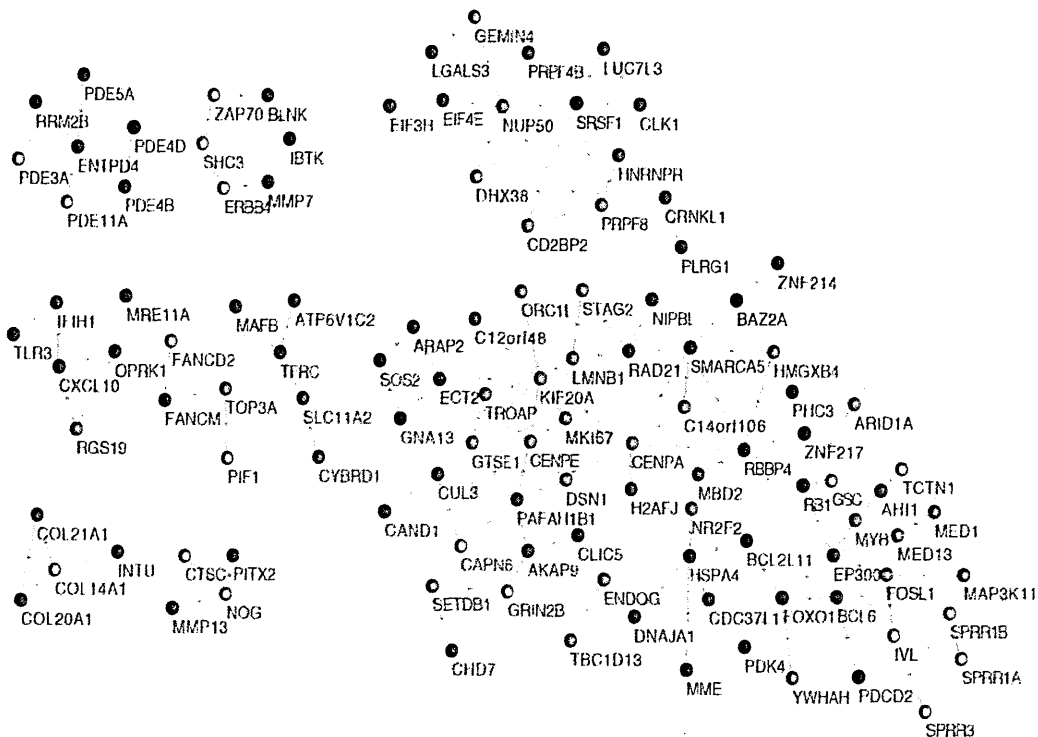 GEMIN4
LGALS3
PRPF4B
LUC7L3
PDE5A
RRM2B
ZAP70
BLNK
EIF3H
EIF4E
NUP50
SRSF1
CLK1
PDE4D
ENTPD4
SHC3
IBTK
PDE3A
HNRNPR
PDE11A
PDE4B
ERBB4
MMP7
DHX38
PRPF8
CRNKL1
CD2BP2
PLRG1
ZNF214
IFIH1
MRE11A
MAFB
ATP6V1C2
ORC1L
STAG2
NIPBL
BAZ2A
TLR3
OPRK1
FANCD2
ARAP2
C12orf48
CXCL10
TFRC
SOS2
LMNB1
RAD21
SMARCA5
HMGXB4
FANCM
TOP3A
SLC11A2
ECT2
TROAP
KIF20A
PHC3
ARID1A
RGS19
GNA13
MKI67
C14orf106
ZNF217
PIF1
CYBRD1
GTSE1
CENPE
CENPA
RBBP4
CUL3
DSN1
H2AFJ
MBD2
RB1
GSC
TCTN1
AHI1
COL21A1
CAND1
PAFAH1B1
NR2F2
MYB
MED1
MED13
INTU
CTSC
PITX2
CAPN6
AKAP9
CLIC5
HSPA4
BCL2L11
EP300
COL14A1
COL20A1
MMP13
NOG
SETDB1
GRIN2B
ENDOG
CDC37L1
FOXO1
BCL6
FOSL1
MAP3K11
DNAJA1
SPRR1B
CHD7
TBC1D13
PDK4
IVL
SPRR1A
MME
YWHAH
PDCD2
SPRR3